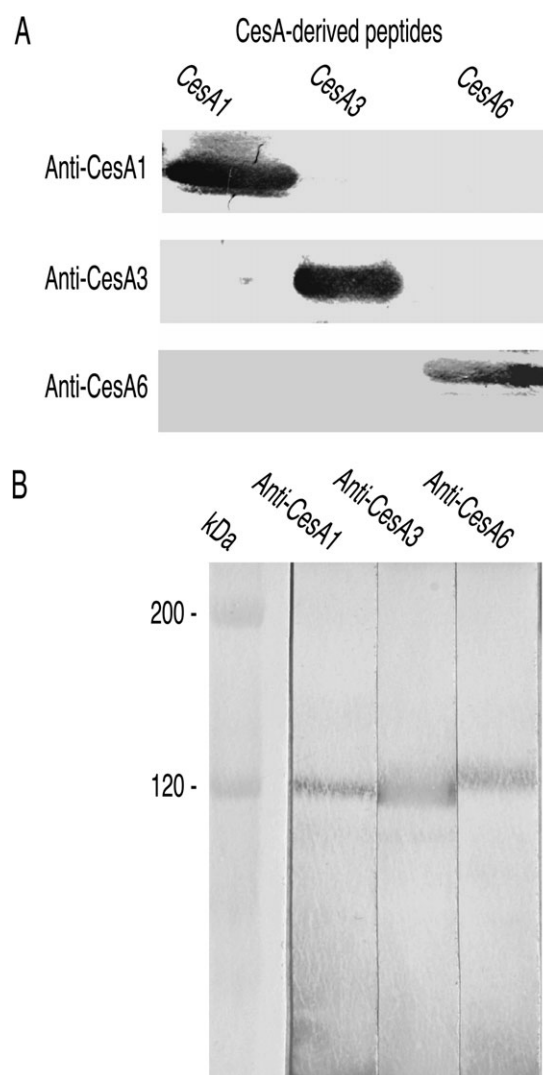 A
CesA-derived peptides
CesA1 CesA3 CesA6
Anti-CesA1
Anti-CesA3
Anti-CesA6
B
kDa Anti-CesA1 Anti-CesA3 Anti-CesA6
200 -
120 -